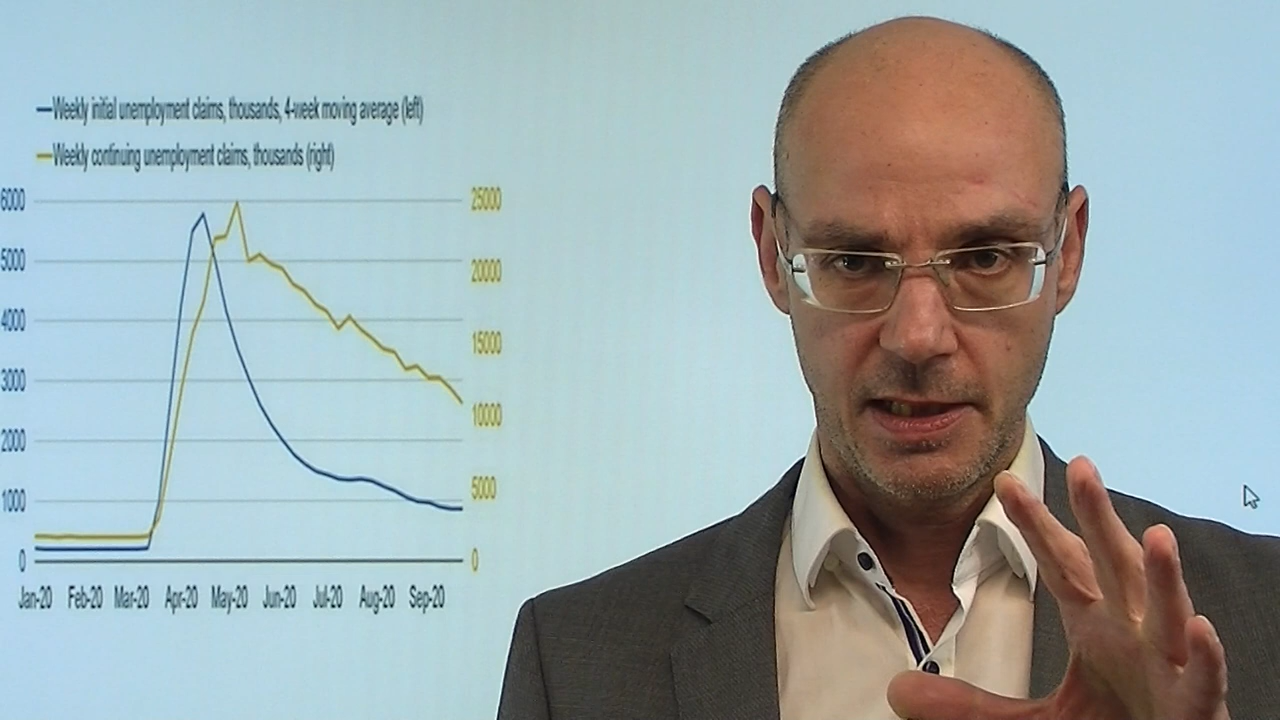 Weekly initial unemployment claims, thousands, 4-week moving average (left)
Weekly continuing unemployment claims, thousands (right)
6000 25000
5000 20000
4000 15000
3000 10000
2000 5000
1000 0
0
Jan-20 Feb-20 Mar-20 Apr-20 May-20 Jun-20 Jul-20 Aug-20 Sep-20